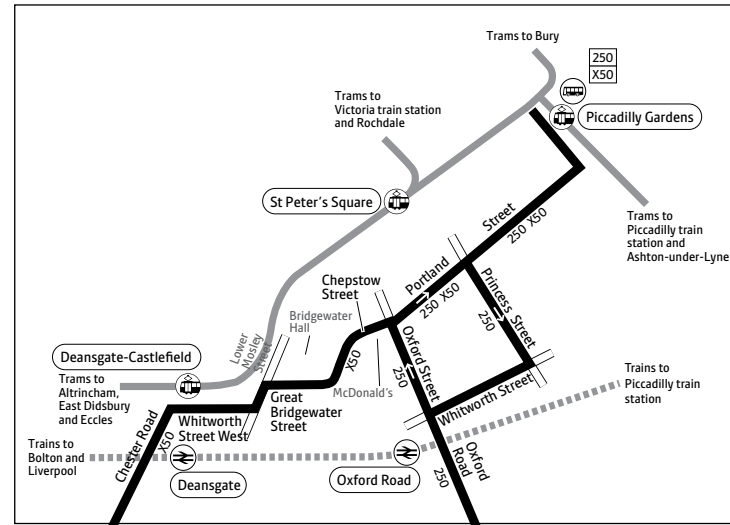 Trams to Bury
250
X50
Piccadilly Gardens
Trams to
Victoria train station
and Rochdale
St Peter's Square
Trams to
Piccadilly train
station and
Ashton-under-Lyne
Street
250 X50
Portland
250 X50
Princess Street
250
Chepstow
Street
Bridgewater
Hall
Lower
Mosley
Street
X50
McDonald's
Oxford Street
250
Whitworth Street
Deansgate-Castlefield
Trams to
Altrincham,
East Didsbury
and Eccles
Great
Bridgewater
Street
Whitworth
Street West
Chester Road
X50
Trains to
Piccadilly train
station
Trains to
Bolton and
Liverpool
Deansgate
Oxford Road
Oxford
Road
250